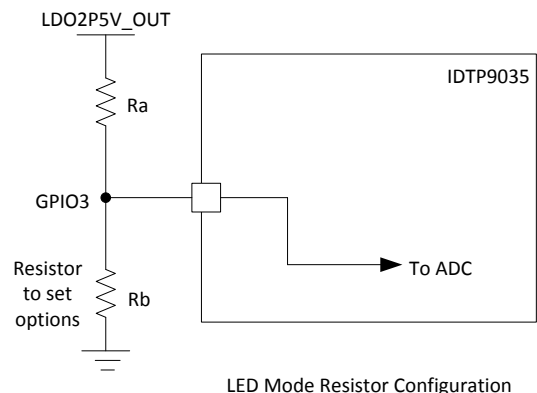 LDO2P5V_OUT
IDTP9035
Ra
GPIO3
To ADC
Resistor
to set
options
Rb
LED Mode Resistor Configuration